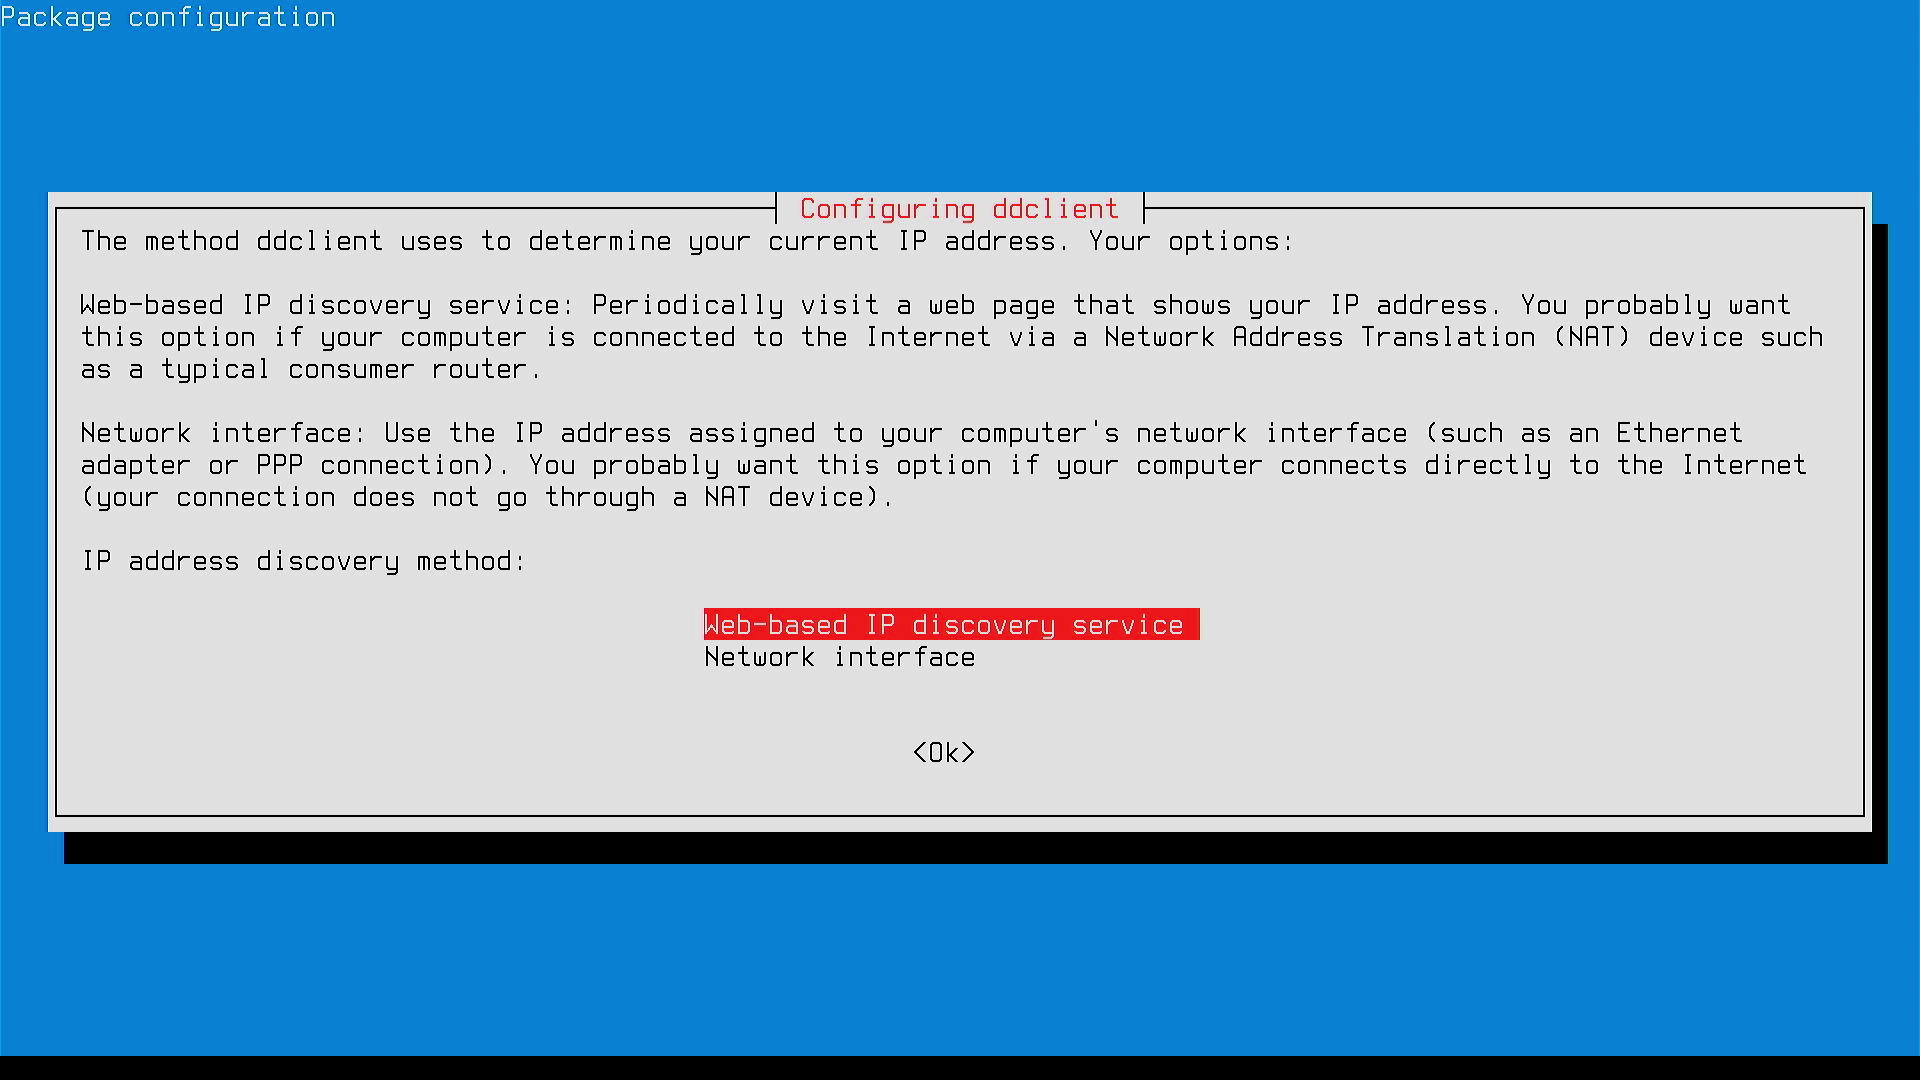 Package configuration
Configuring ddclient
The method ddclient uses to determine your current IP address. Your options:
Web-based IP discovery service: Periodically visit a web page that shows your IP address. You probably want
this option if your computer is connected to the Internet via a Network Address Translation (NAT) device such
as a typical consumer router.
Network interface: Use the IP address assigned to your computer's network interface (such as an Ethernet
adapter or PPP connection). You probably want this option if your computer connects directly to the Internet
(your connection does not go through a NAT device).
IP address discovery method:
Web-based IP discovery service
Network interface
<Ok>